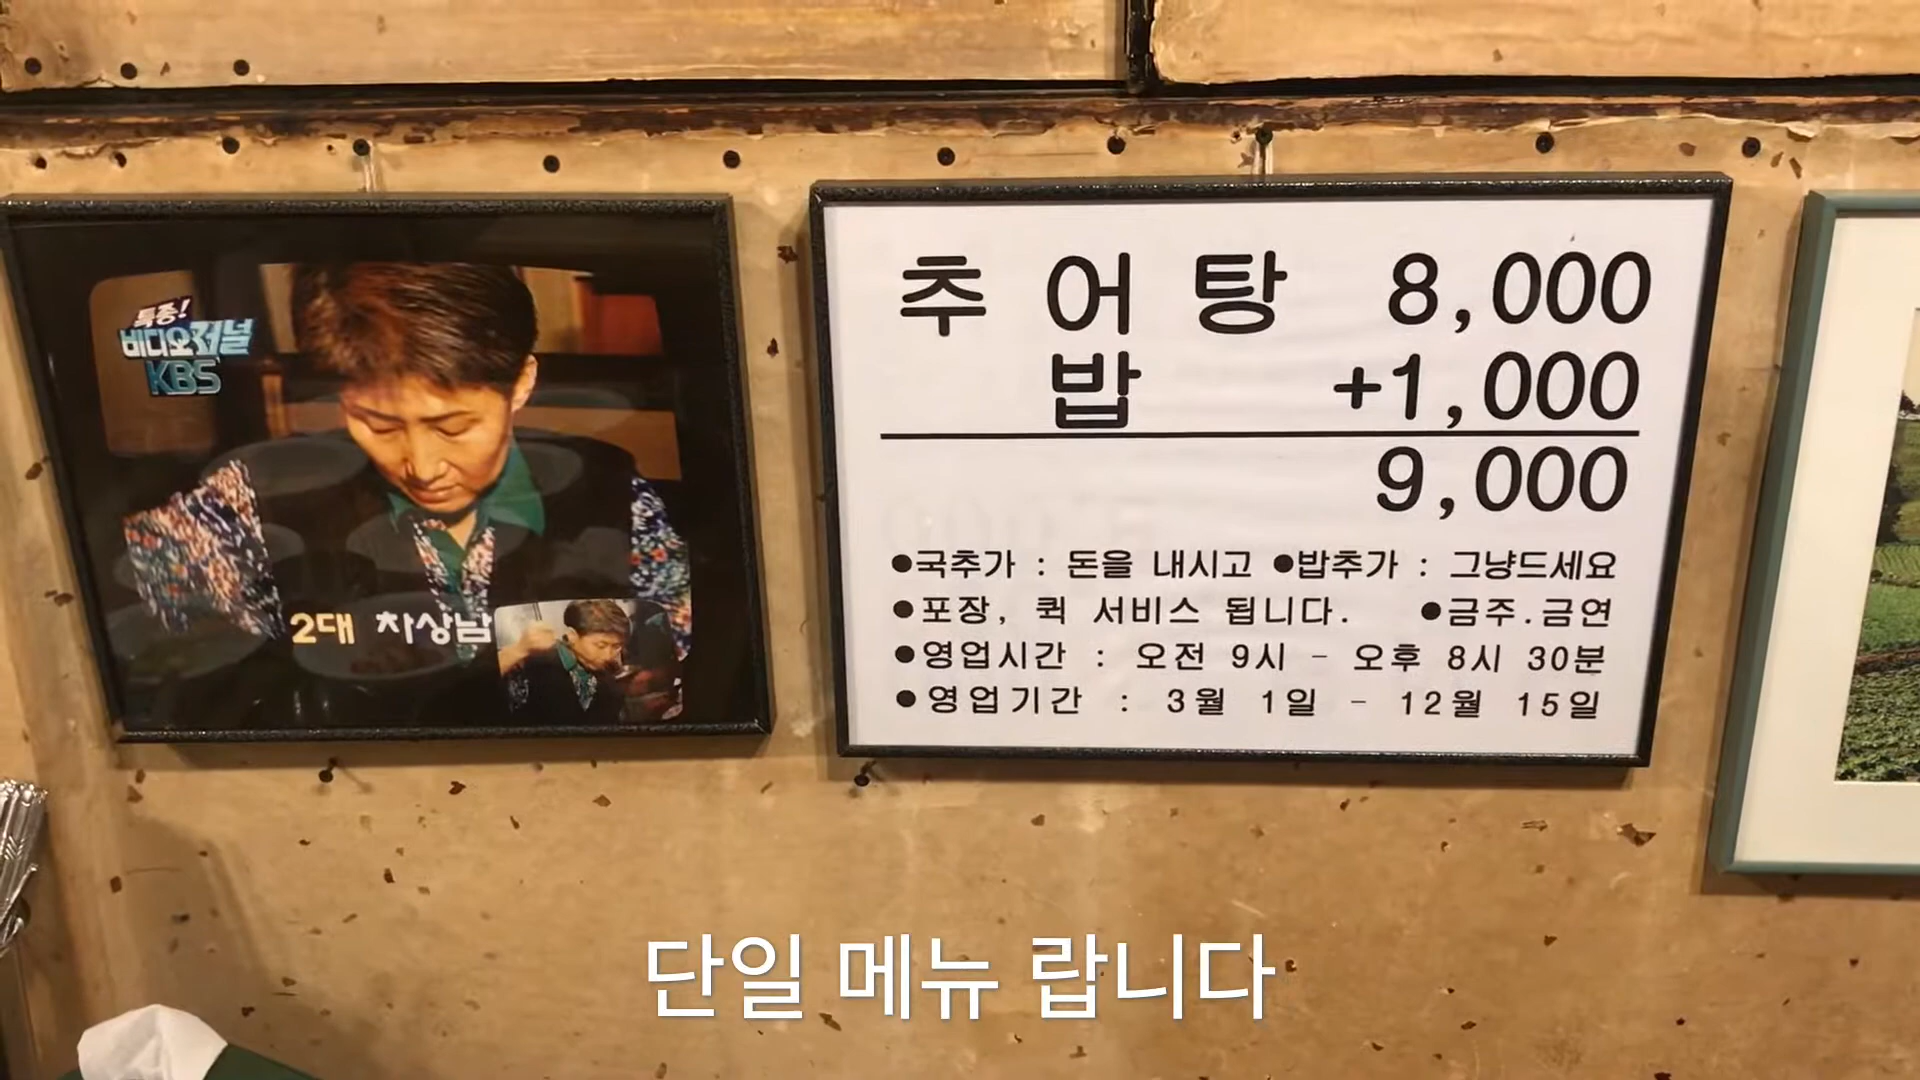 특종!
비디오저널
KBS
2대 차상남
추어탕 8,000
밥 +1,000
9,000
●국추가 : 돈을 내시고 ●밥추가 : 그냥드세요
●포장, 퀵 서비스 됩니다. ●금주.금연
●영업시간 : 오전 9시 - 오후 8시 30분
●영업기간 : 3월 1일 - 12월 15일
단일 메뉴 랍니다